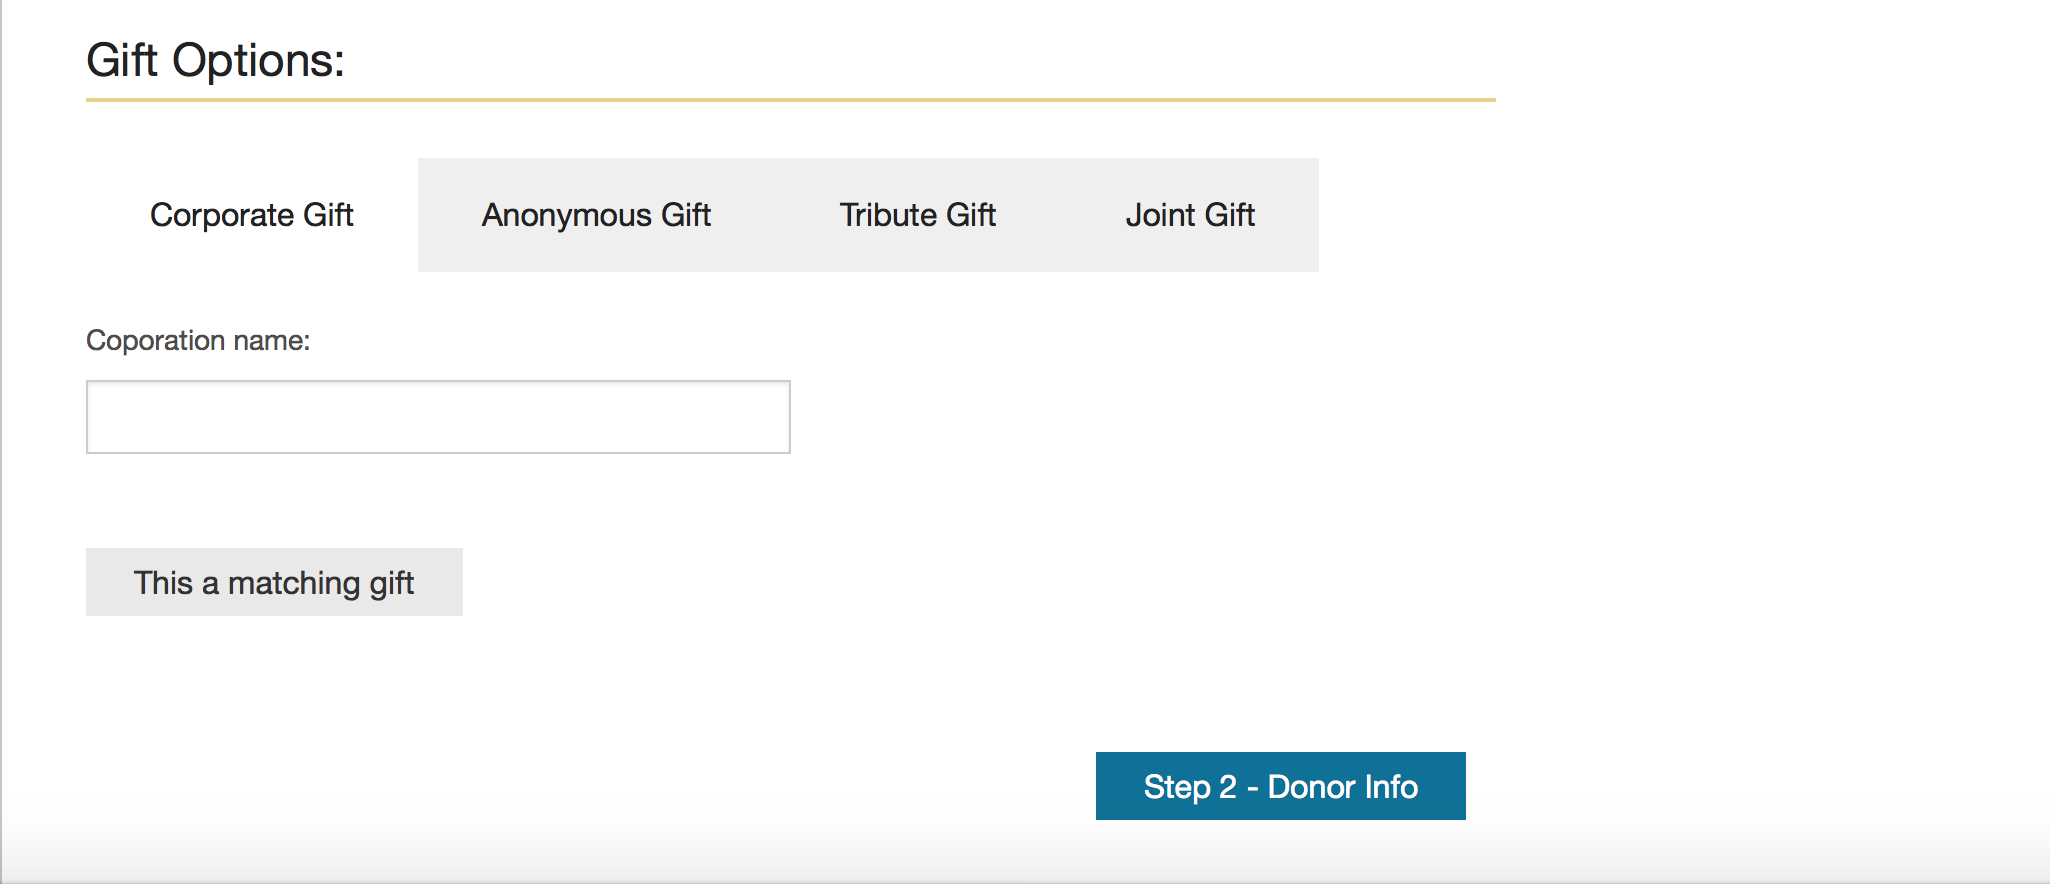 Gift Options:
Corporate Gift Anonymous Gift Tribute Gift Joint Gift
Coporation name:
This a matching gift
Step 2 - Donor Info